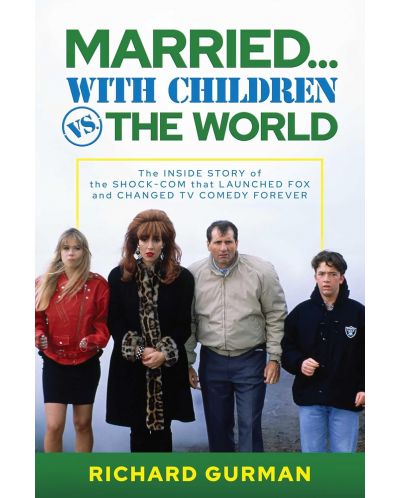 MARRIED...
WITH CHILDREN
VS. THE WORLD
The INSIDE STORY of
the SHOCK-COM that LAUNCHED FOX
and CHANGED TV COMEDY FOREVER
RAIDERS
RICHARD GURMAN